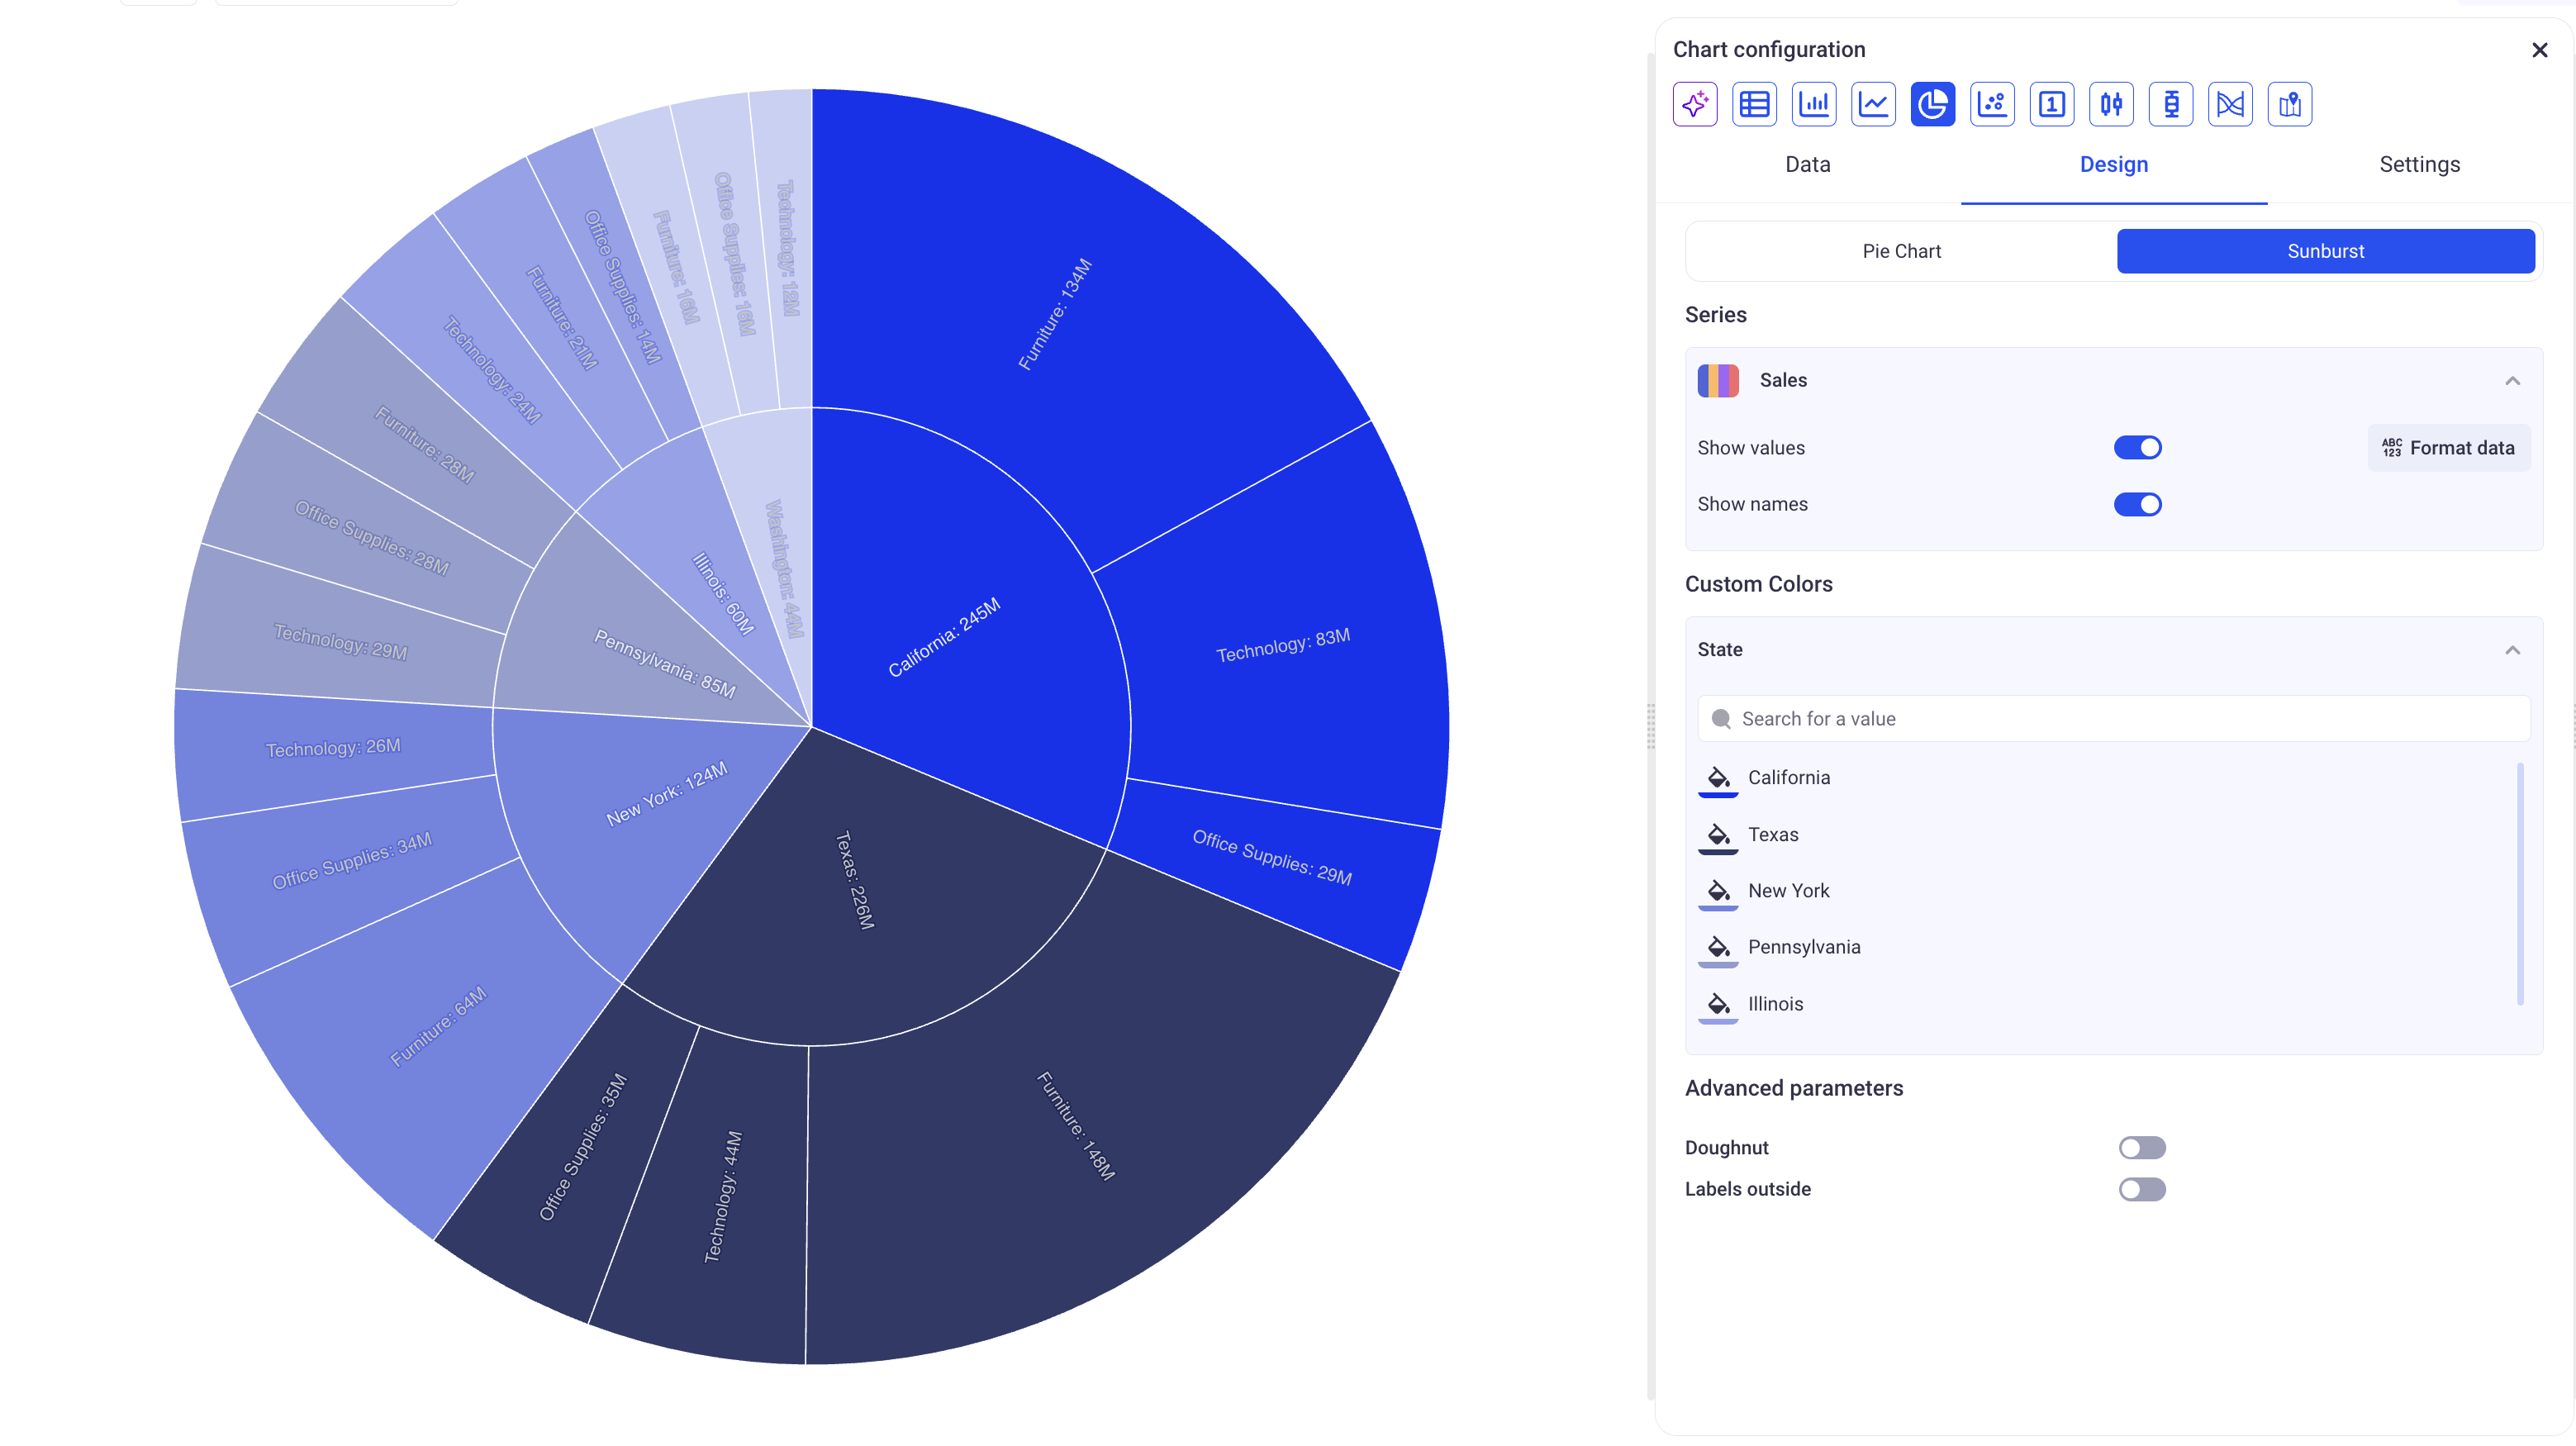 Furniture: 134M
Technology: 83M
Office Supplies: 29M
California: 245M
Furniture: 148M
Technology: 44M
Office Supplies: 35M
Texas: 226M
Furniture: 64M
Office Supplies: 34M
Technology: 26M
New York: 124M
Technology: 29M
Office Supplies: 28M
Furniture: 28M
Pennsylvania: 85M
Technology: 24M
Furniture: 21M
Office Supplies: 14M
Illinois: 60M
Furniture: 16M
Office Supplies: 16M
Technology: 12M
Washington: 44M
Chart configuration
1
Data
Design
Settings
Pie Chart
Sunburst
Series
Sales
Show values
ABC
123
Format data
Show names
Custom Colors
State
Search for a value
California
Texas
New York
Pennsylvania
Illinois
Advanced parameters
Doughnut
Labels outside